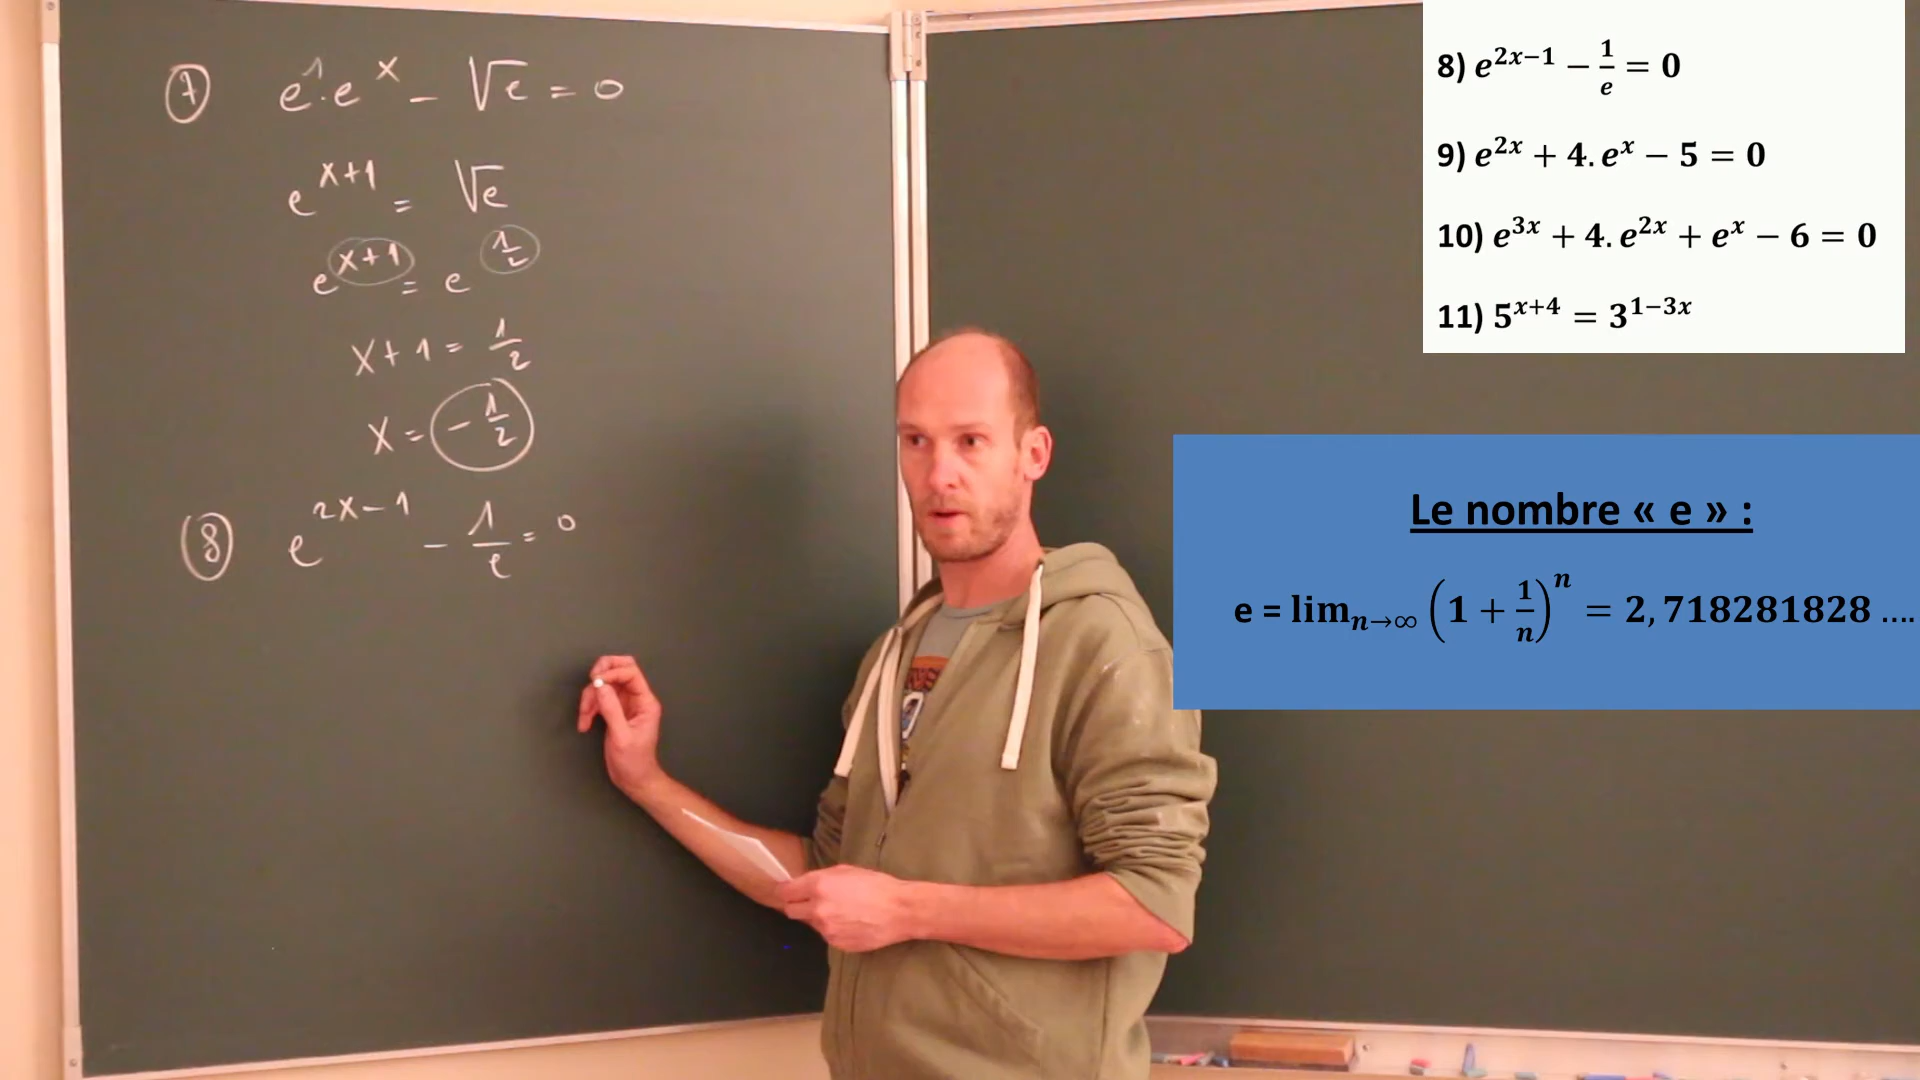 ⑦ e¹·e^x - √e = 0
e^(x+1) = √e
e^(x+1) = e^(1/2)
x+1 = 1/2
x = -1/2
⑧ e^(2x-1) - 1/e = 0
8) e^(2x-1) - 1/e = 0
9) e^(2x) + 4.e^x - 5 = 0
10) e^(3x) + 4.e^(2x) + e^x - 6 = 0
11) 5^(x+4) = 3^(1-3x)
Le nombre « e » :
e = lim_(n→∞) (1 + 1/n)^n = 2,718281828 ....